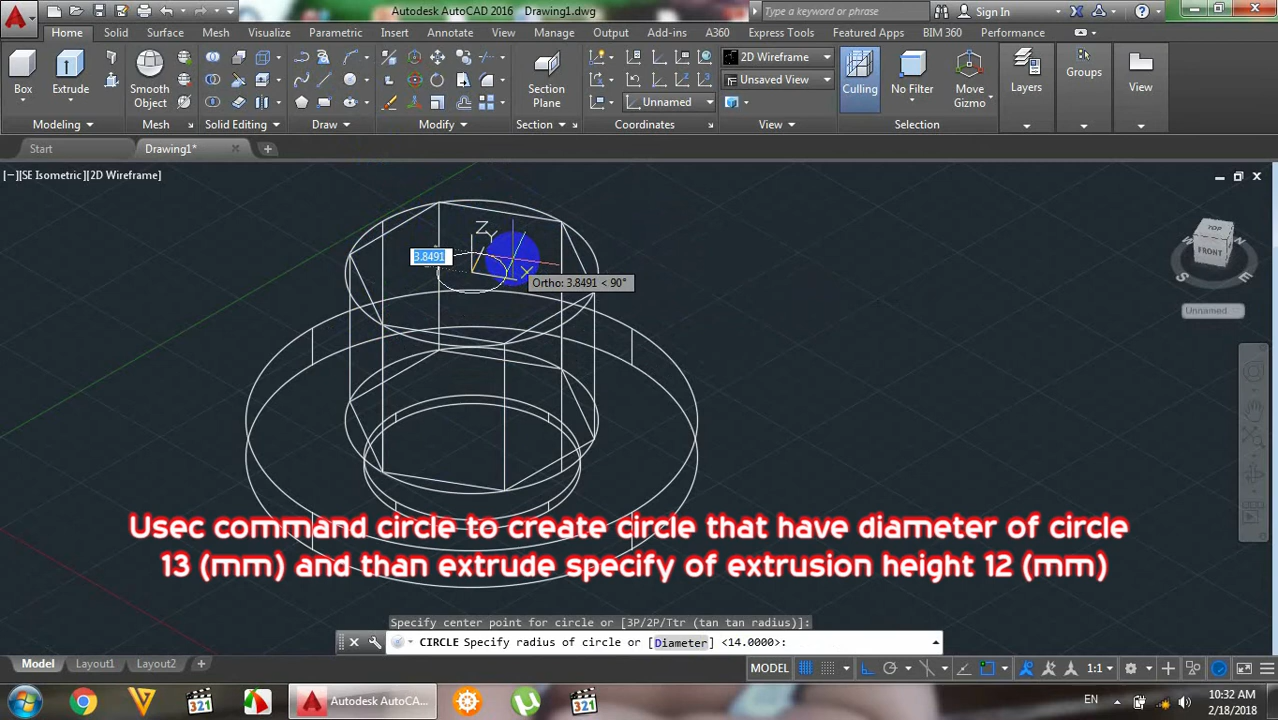 Autodesk AutoCAD 2016 Drawing1.dwg
Type a keyword or phrase
Sign In
Home Solid Surface Mesh Visualize Parametric Insert Annotate View Manage Output Add-ins A360 Express Tools Featured Apps BIM 360 Performance
2D Wireframe
Unsaved View
Unnamed
Box
Extrude
Smooth Object
Section Plane
Culling
No Filter
Move Gizmo
Layers
Groups
View
Modeling
Mesh
Solid Editing
Draw
Modify
Section
Coordinates
View
Selection
Start
Drawing1*
[−][SE Isometric][2D Wireframe]
TOP
FRONT
S
E
Unnamed
Z
Y
X
3.8491
Ortho: 3.8491 < 90°
Usec command circle to create circle that have diameter of circle
13 (mm) and than extrude specify of extrusion height 12 (mm)
Specify center point for circle or [3P/2P/Ttr (tan tan radius)]:
CIRCLE Specify radius of circle or [Diameter] <14.0000>:
Model Layout1 Layout2 +
MODEL
1:1
321
Autodesk AutoCA...
321
EN
10:32 AM
2/18/2018